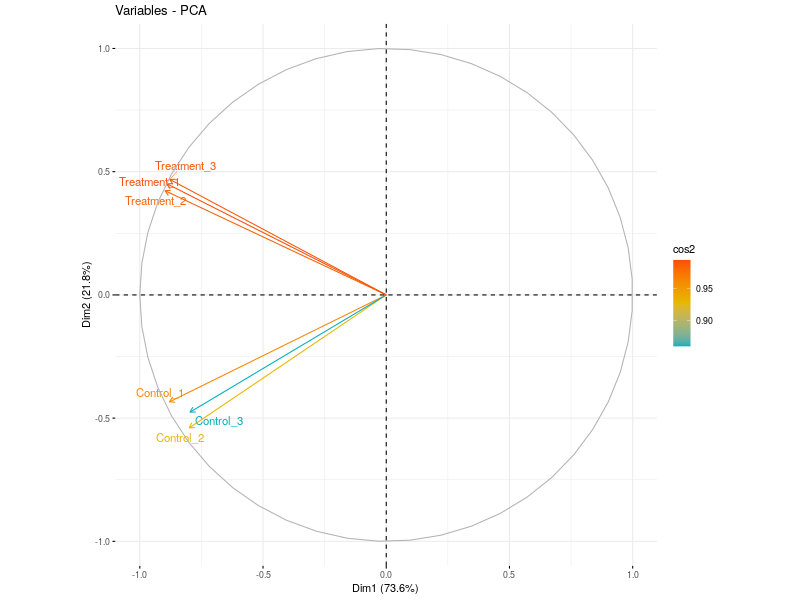 Variables - PCA
1.0
0.5
0.0
-0.5
-1.0
Dim2 (21.8%)
Treatment_3
Treatment_1
Treatment_2
Control_1
Control_3
Control_2
-1.0
-0.5
0.0
0.5
1.0
Dim1 (73.6%)
cos2
0.95
0.90